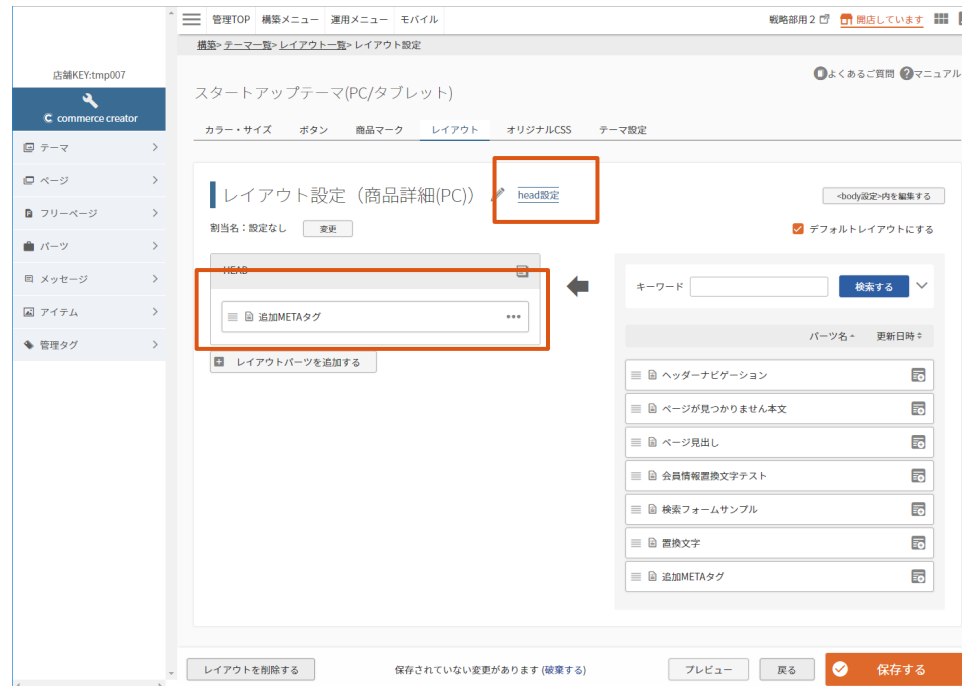 管理TOP 構築メニュー 運用メニュー モバイル 戦略部用2 開店しています
構築> テーマ一覧> レイアウト一覧> レイアウト設定
店舗KEY:tmp007
よくあるご質問 マニュアル
スタートアップテーマ(PC/タブレット)
commerce creator
カラー・サイズ ボタン 商品マーク レイアウト オリジナルCSS テーマ設定
テーマ
ページ
フリーページ
パーツ
メッセージ
アイテム
管理タグ
レイアウト設定（商品詳細(PC)） head設定
<body設定>内を編集する
割当名：設定なし 変更
デフォルトレイアウトにする
HEAD
追加METAタグ
レイアウトパーツを追加する
キーワード 検索する
パーツ名 更新日時
ヘッダーナビゲーション
ページが見つかりません本文
ページ見出し
会員情報置換文字テスト
検索フォームサンプル
置換文字
追加METAタグ
レイアウトを削除する 保存されていない変更があります (破棄する) プレビュー 戻る 保存する